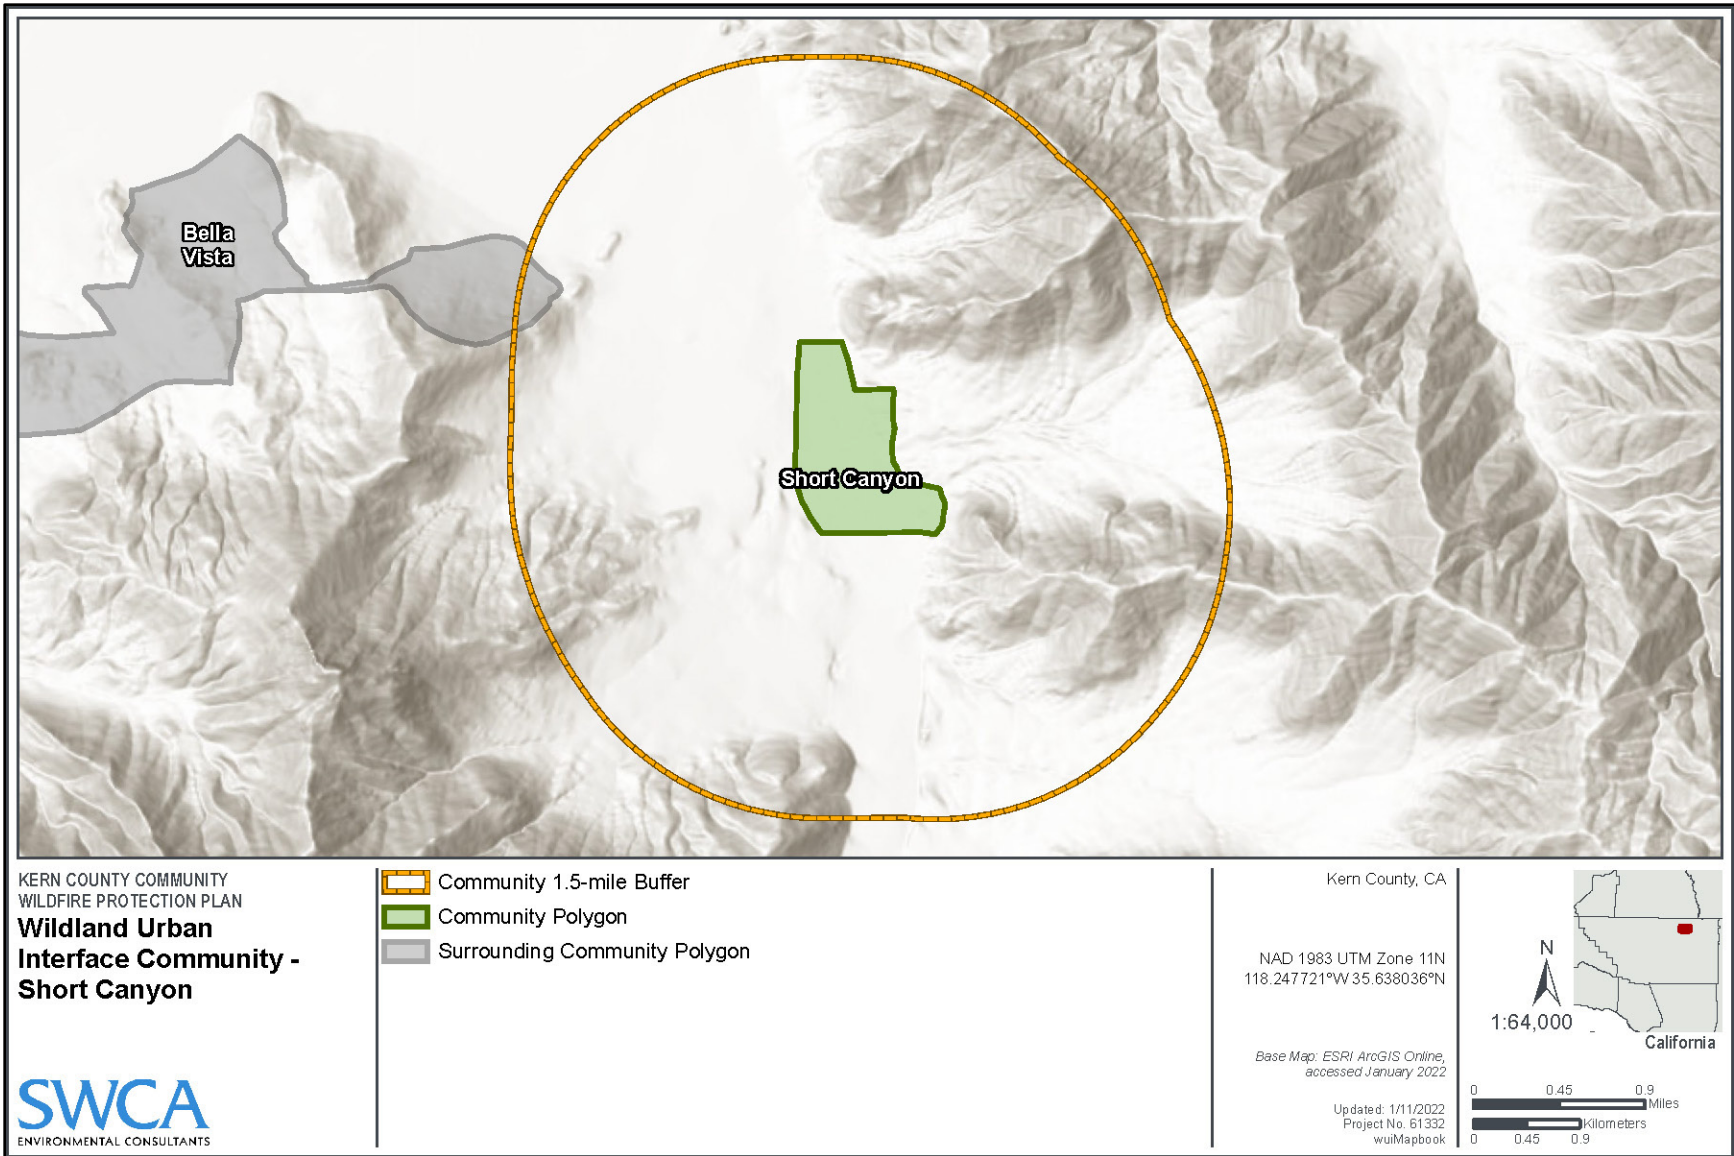 Bella
Vista
Short Canyon
KERN COUNTY COMMUNITY
WILDFIRE PROTECTION PLAN
Wildland Urban
Interface Community -
Short Canyon
SWCA
ENVIRONMENTAL CONSULTANTS
Community 1.5-mile Buffer
Community Polygon
Surrounding Community Polygon
Kern County, CA
NAD 1983 UTM Zone 11N
118.247721°W 35.638036°N
Base Map: ESRI ArcGIS Online,
accessed January 2022
Updated: 1/11/2022
Project No. 61332
wuiMapbook
N
1:64,000
California
0 0.45 0.9
Miles
Kilometers
0 0.45 0.9